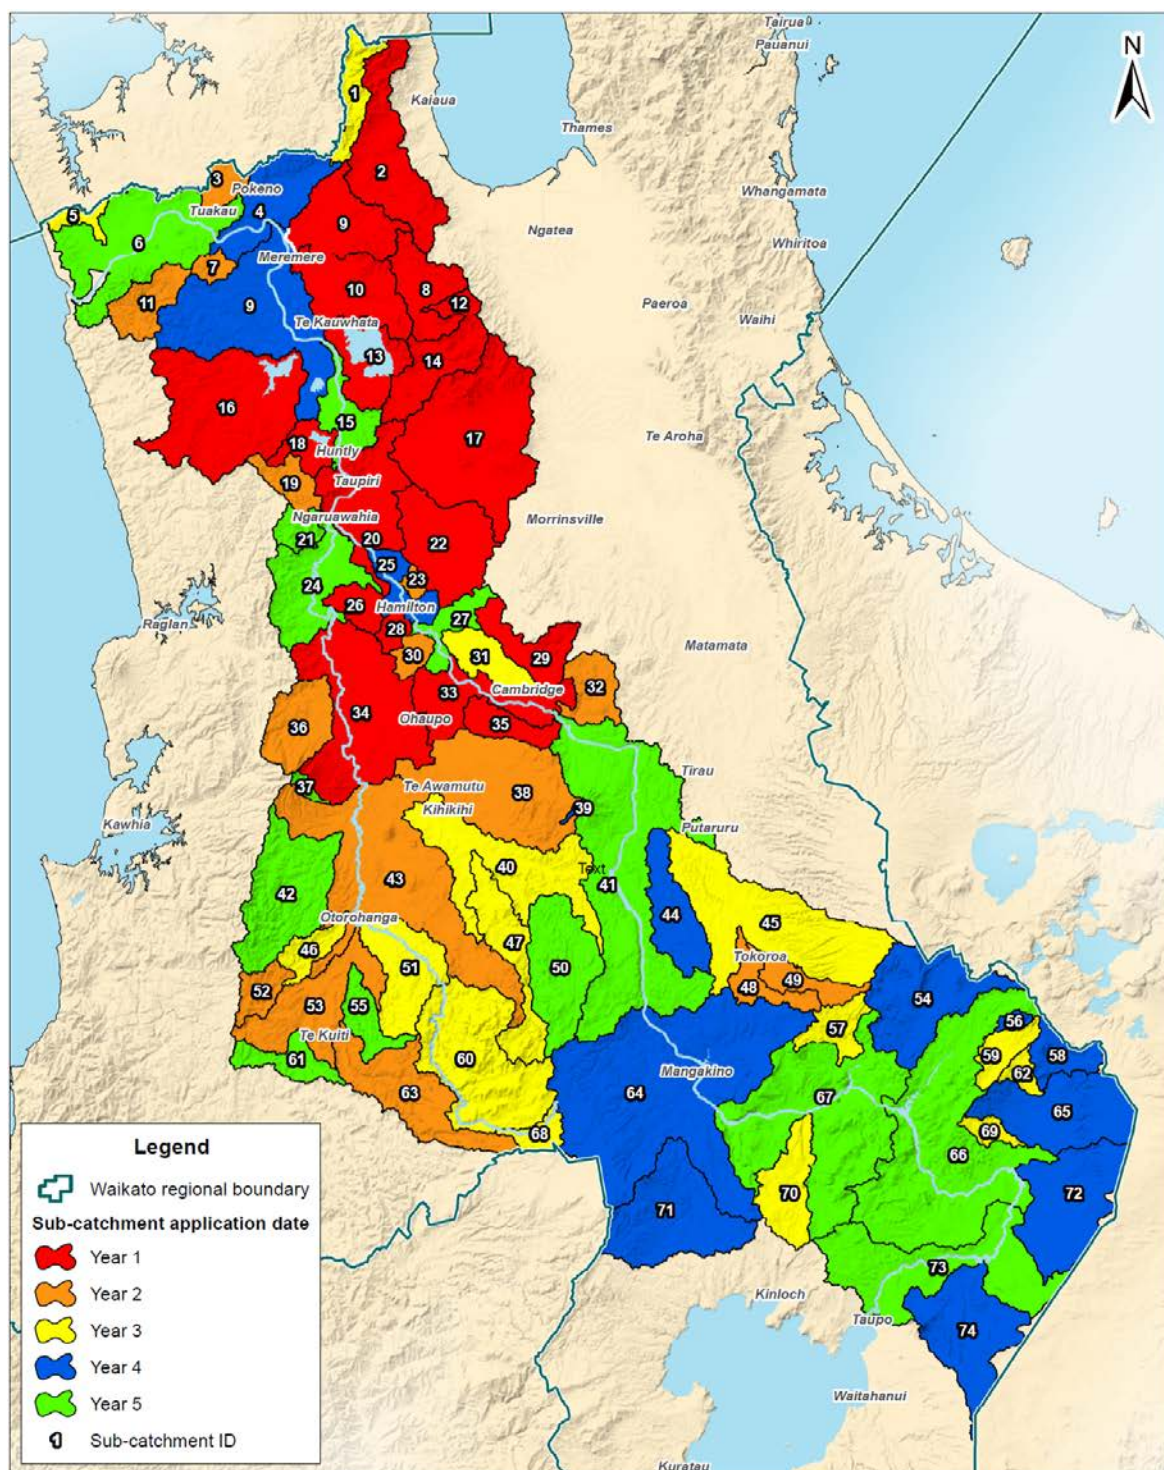 Tairua
Pauanui
N
1
Kaiaua
Thames
2
3
Pokeno
Whangamata
Tuakau
4
5
9
Ngatea
6
Whiritoa
Meremere
7
8
10
11
9
12
Paeroa
Waihi
Te Kauwhata
13
14
16
15
17
Te Aroha
18
Huntly
19
Taupiri
Ngaruawahia
Morrinsville
21
20
22
25
23
24
26
Hamilton
27
Raglan
28
Matamata
30
31
29
32
33
Cambridge
34
36
Ohaupo
35
Tirau
37
Te Awamutu
38
Kihikihi
39
Kawhia
Putaruru
40
Text
42
43
41
44
Otorohanga
45
46
47
Tokoroa
51
50
52
48
49
53
55
54
56
Te Kuiti
57
59
58
61
60
62
Mangakino
63
64
67
65
68
69
66
70
72
71
73
Kinloch
Taupo
74
Waitahanui
Kuratau
Legend
Waikato regional boundary
Sub-catchment application date
Year 1
Year 2
Year 3
Year 4
Year 5
1 Sub-catchment ID